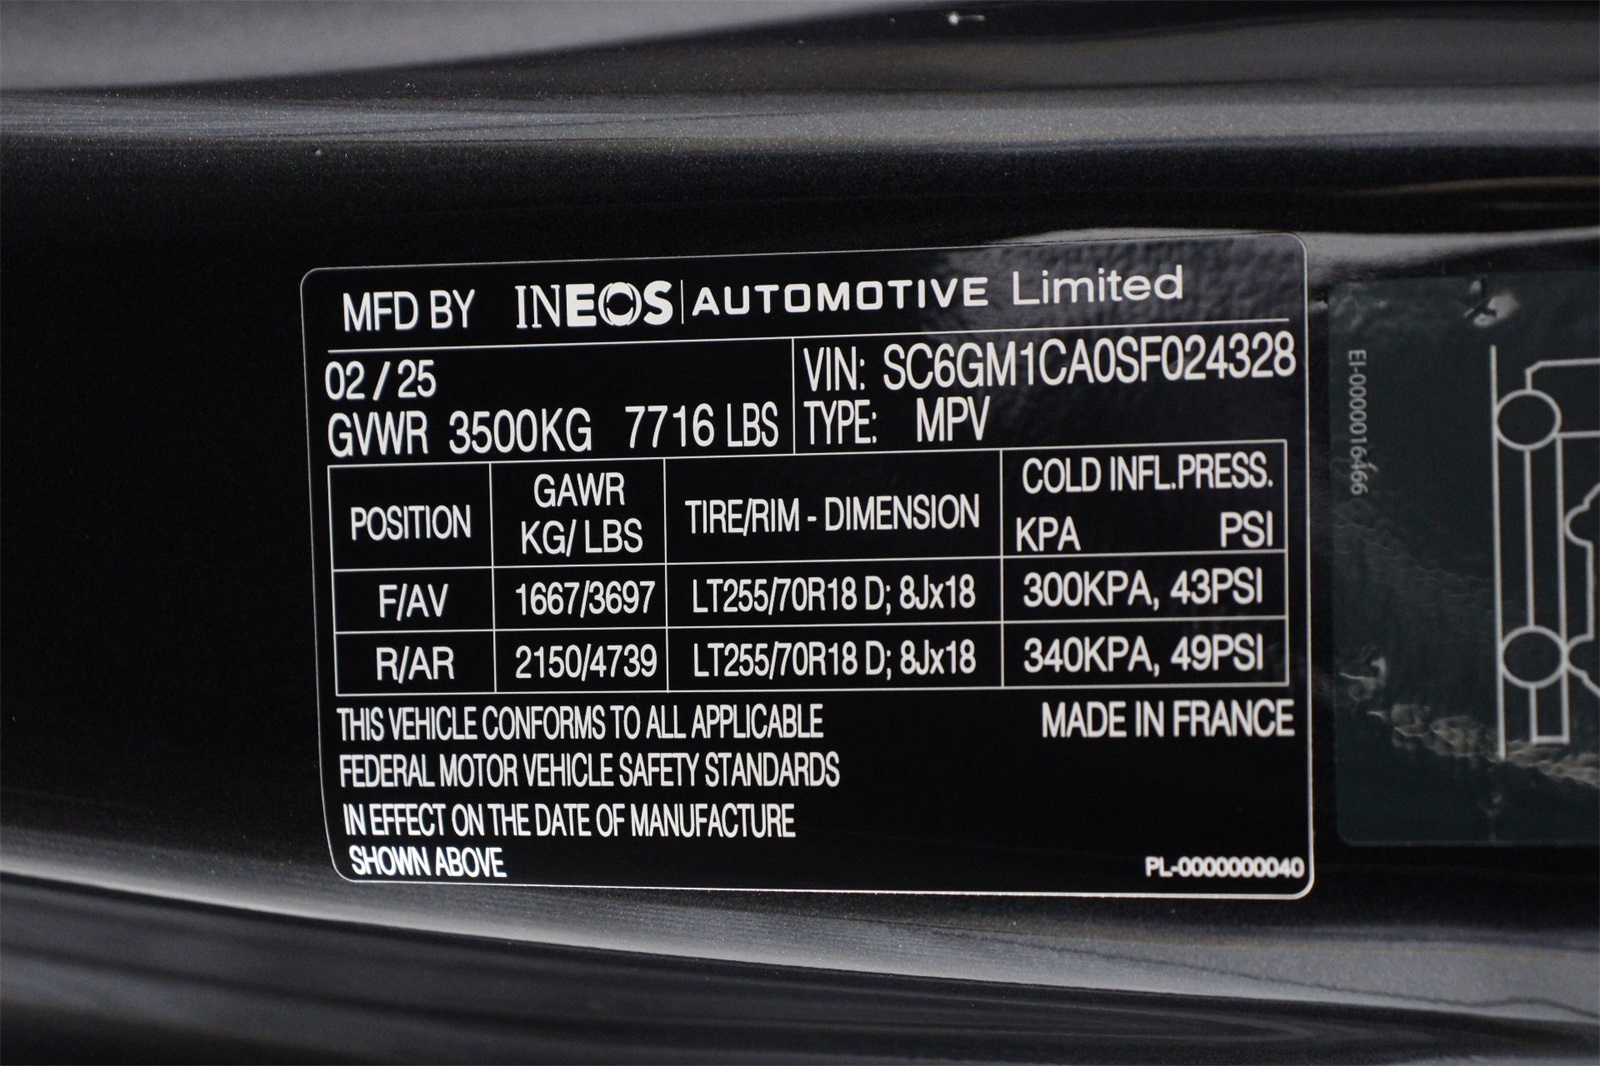 MFD BY INEOS | AUTOMOTIVE Limited
02 / 25
GVWR 3500KG 7716 LBS
VIN: SC6GM1CA0SF024328
TYPE: MPV
POSITION GAWR KG/ LBS TIRE/RIM - DIMENSION COLD INFL.PRESS. KPA PSI
F/AV 1667/3697 LT255/70R18 D; 8Jx18 300KPA, 43PSI
R/AR 2150/4739 LT255/70R18 D; 8Jx18 340KPA, 49PSI
THIS VEHICLE CONFORMS TO ALL APPLICABLE
FEDERAL MOTOR VEHICLE SAFETY STANDARDS
IN EFFECT ON THE DATE OF MANUFACTURE
SHOWN ABOVE
MADE IN FRANCE
PL-0000000040
EI-000016466